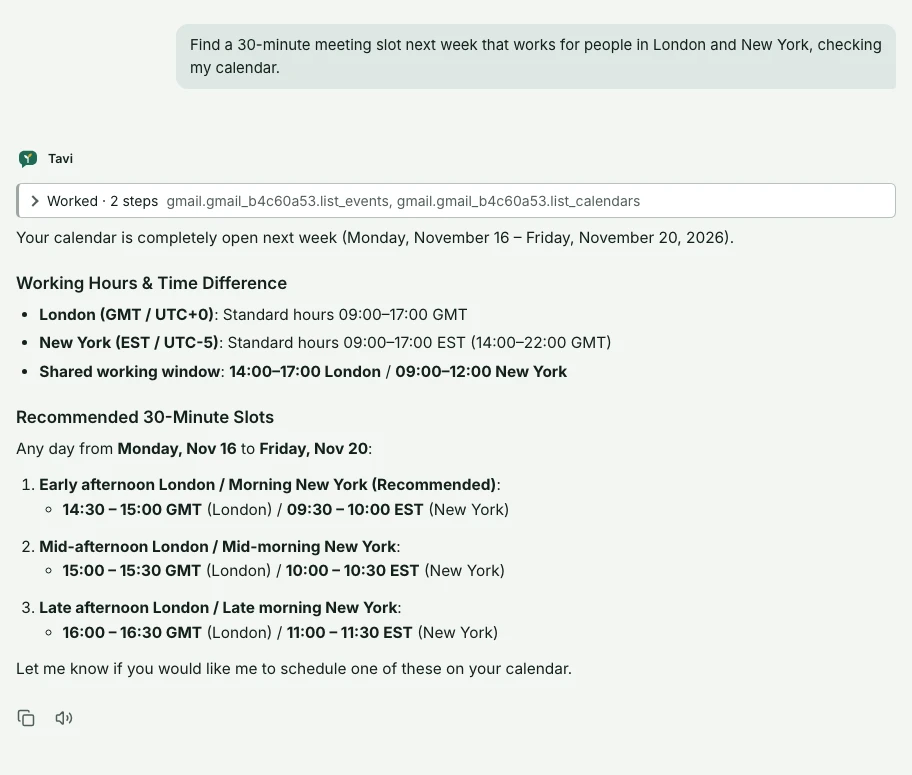 Find a 30-minute meeting slot next week that works for people in London and New York, checking
my calendar.
Tavi
Worked · 2 steps gmail.gmail_b4c60a53.list_events, gmail.gmail_b4c60a53.list_calendars
Your calendar is completely open next week (Monday, November 16 – Friday, November 20, 2026).
Working Hours & Time Difference
• London (GMT / UTC+0): Standard hours 09:00–17:00 GMT
• New York (EST / UTC-5): Standard hours 09:00–17:00 EST (14:00–22:00 GMT)
• Shared working window: 14:00–17:00 London / 09:00–12:00 New York
Recommended 30-Minute Slots
Any day from Monday, Nov 16 to Friday, Nov 20:
1. Early afternoon London / Morning New York (Recommended):
◦ 14:30 – 15:00 GMT (London) / 09:30 – 10:00 EST (New York)
2. Mid-afternoon London / Mid-morning New York:
◦ 15:00 – 15:30 GMT (London) / 10:00 – 10:30 EST (New York)
3. Late afternoon London / Late morning New York:
◦ 16:00 – 16:30 GMT (London) / 11:00 – 11:30 EST (New York)
Let me know if you would like me to schedule one of these on your calendar.